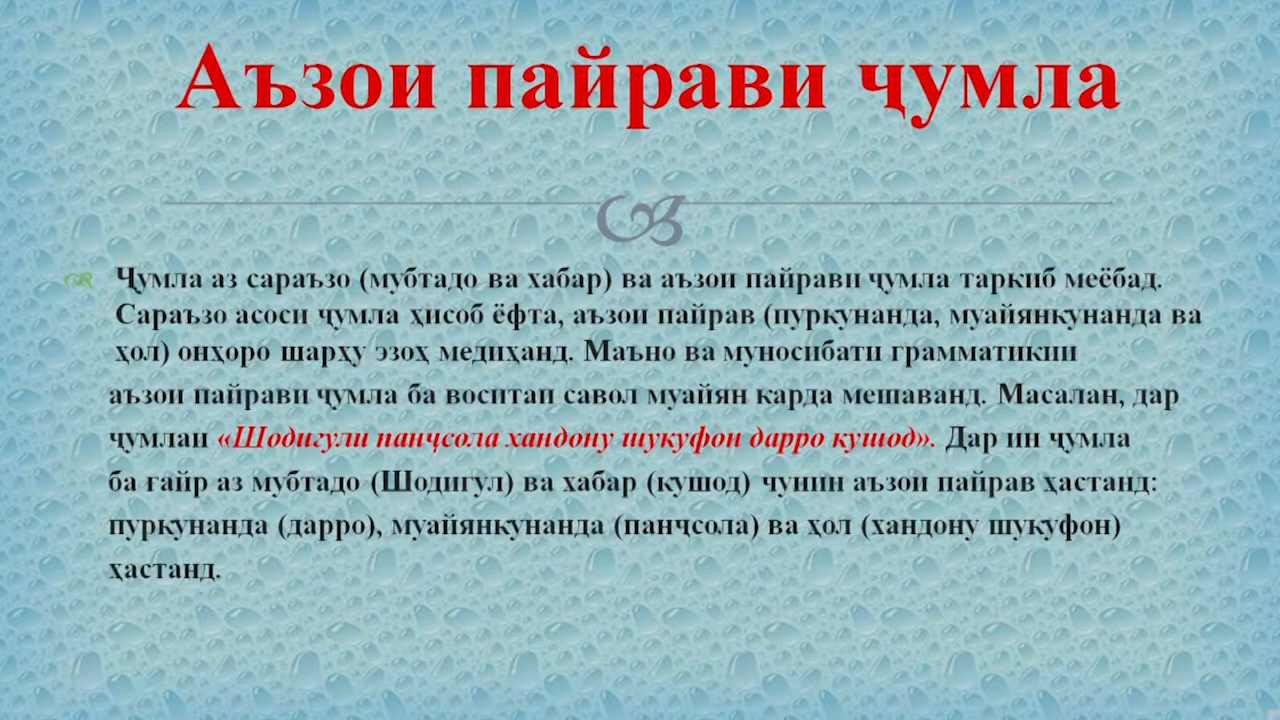 Аъзои пайрави ҷумла
Ҷумла аз сараъзо (мубтадо ва хабар) ва аъзои пайрави ҷумла таркиб меёбад.
Сараъзо асоси ҷумла ҳисоб ёфта, аъзои пайрав (пуркунанда, муайянкунанда ва
ҳол) онҳоро шарҳу эзоҳ медиҳанд. Маъно ва муносибати грамматикии
аъзои пайрави ҷумла ба воситаи савол муайян карда мешаванд. Масалан, дар
ҷумлаи «Шодигули панҷсола хандону шукуфон дарро кушод». Дар ин ҷумла
ба ғайр аз мубтадо (Шодигул) ва хабар (кушод) чунин аъзои пайрав ҳастанд:
пуркунанда (дарро), муайянкунанда (панҷсола) ва ҳол (хандону шукуфон)
ҳастанд.